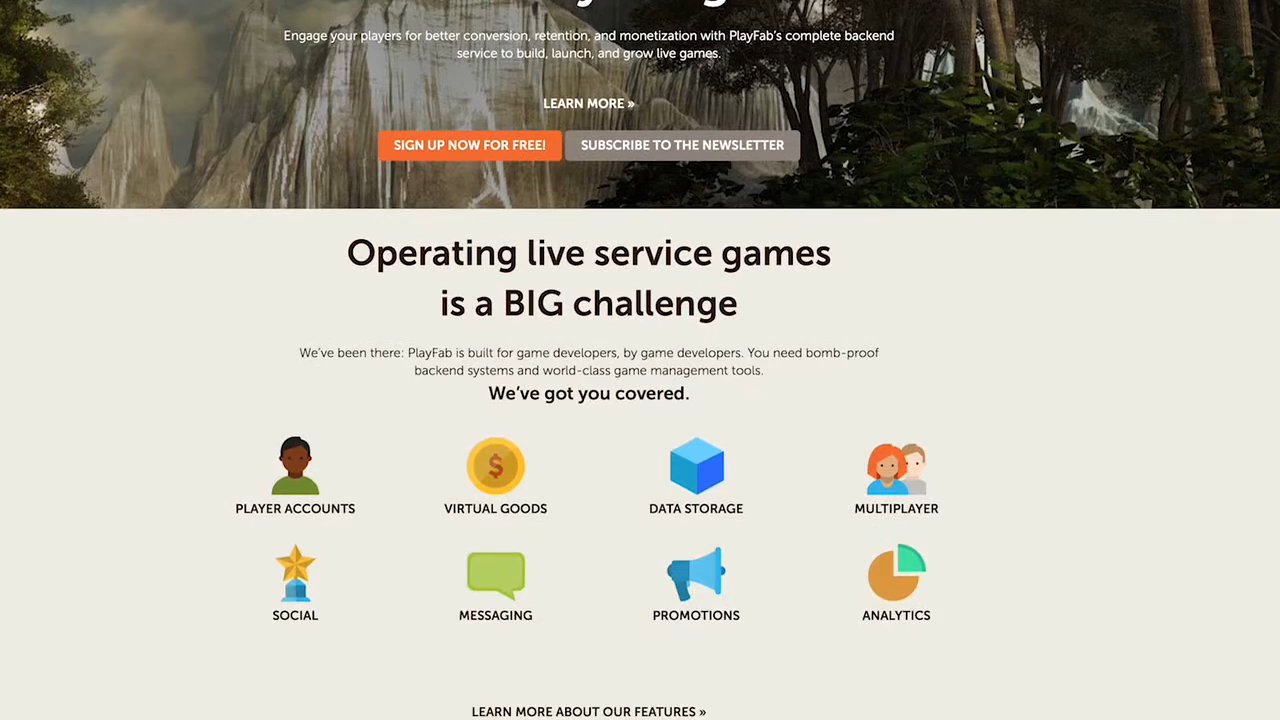 Engage your players for better conversion, retention, and monetization with PlayFab's complete backend
service to build, launch, and grow live games.
LEARN MORE »
SIGN UP NOW FOR FREE! SUBSCRIBE TO THE NEWSLETTER
Operating live service games
is a BIG challenge
We've been there: PlayFab is built for game developers, by game developers. You need bomb-proof
backend systems and world-class game management tools.
We've got you covered.
$
PLAYER ACCOUNTS VIRTUAL GOODS DATA STORAGE MULTIPLAYER
SOCIAL MESSAGING PROMOTIONS ANALYTICS
LEARN MORE ABOUT OUR FEATURES »